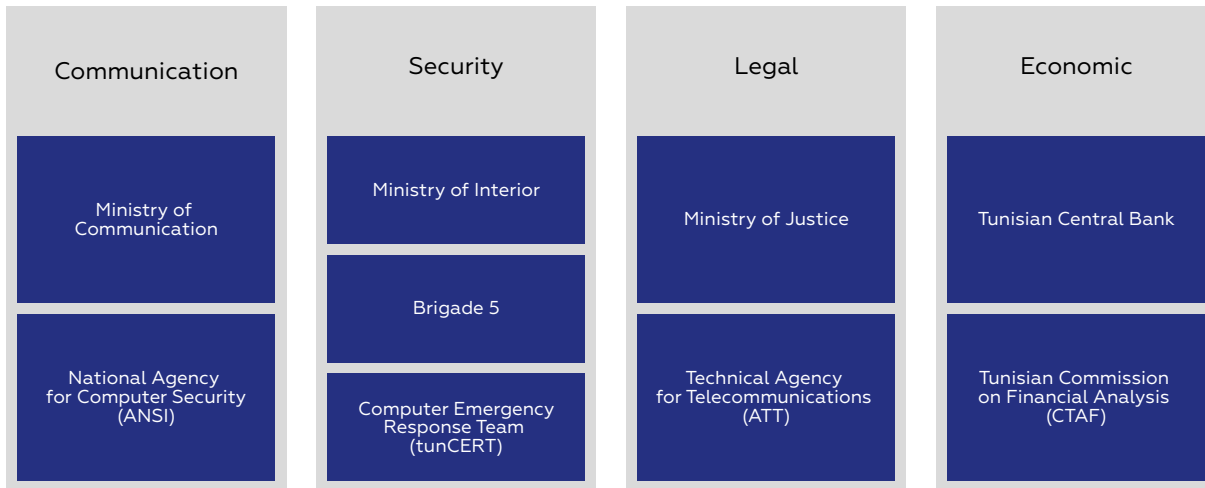 Communication
Ministry of
Communication
National Agency
for Computer Security
(ANSI)
Security
Ministry of Interior
Brigade 5
Computer Emergency
Response Team
(tunCERT)
Legal
Ministry of Justice
Technical Agency
for Telecommunications
(ATT)
Economic
Tunisian Central Bank
Tunisian Commission
on Financial Analysis
(CTAF)